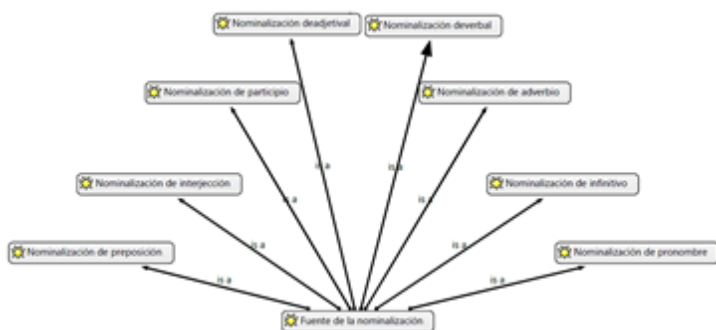 Nominalización deadjetival
Nominalización deverbal
Nominalización de participio
Nominalización de adverbio
is a
is a
is a
is a
Nominalización de interjección
Nominalización de infinitivo
is a
is a
Nominalización de preposición
Nominalización de pronombre
is a
is a
Fuente de la nominalización